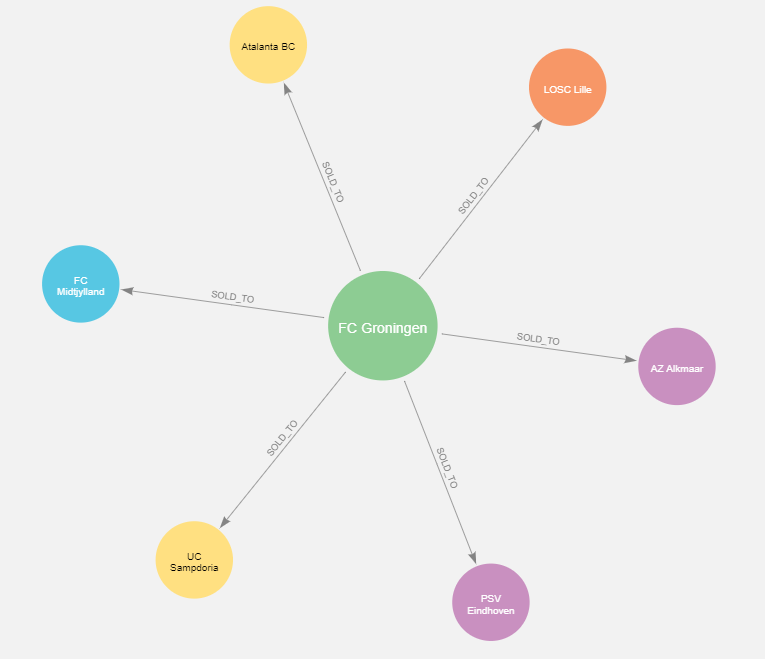 Atalanta BC
LOSC Lille
SOLD_TO
SOLD_TO
FC
Midtjylland
SOLD_TO
FC Groningen
SOLD_TO
AZ Alkmaar
SOLD_TO
SOLD_TO
UC
Sampdoria
PSV
Eindhoven